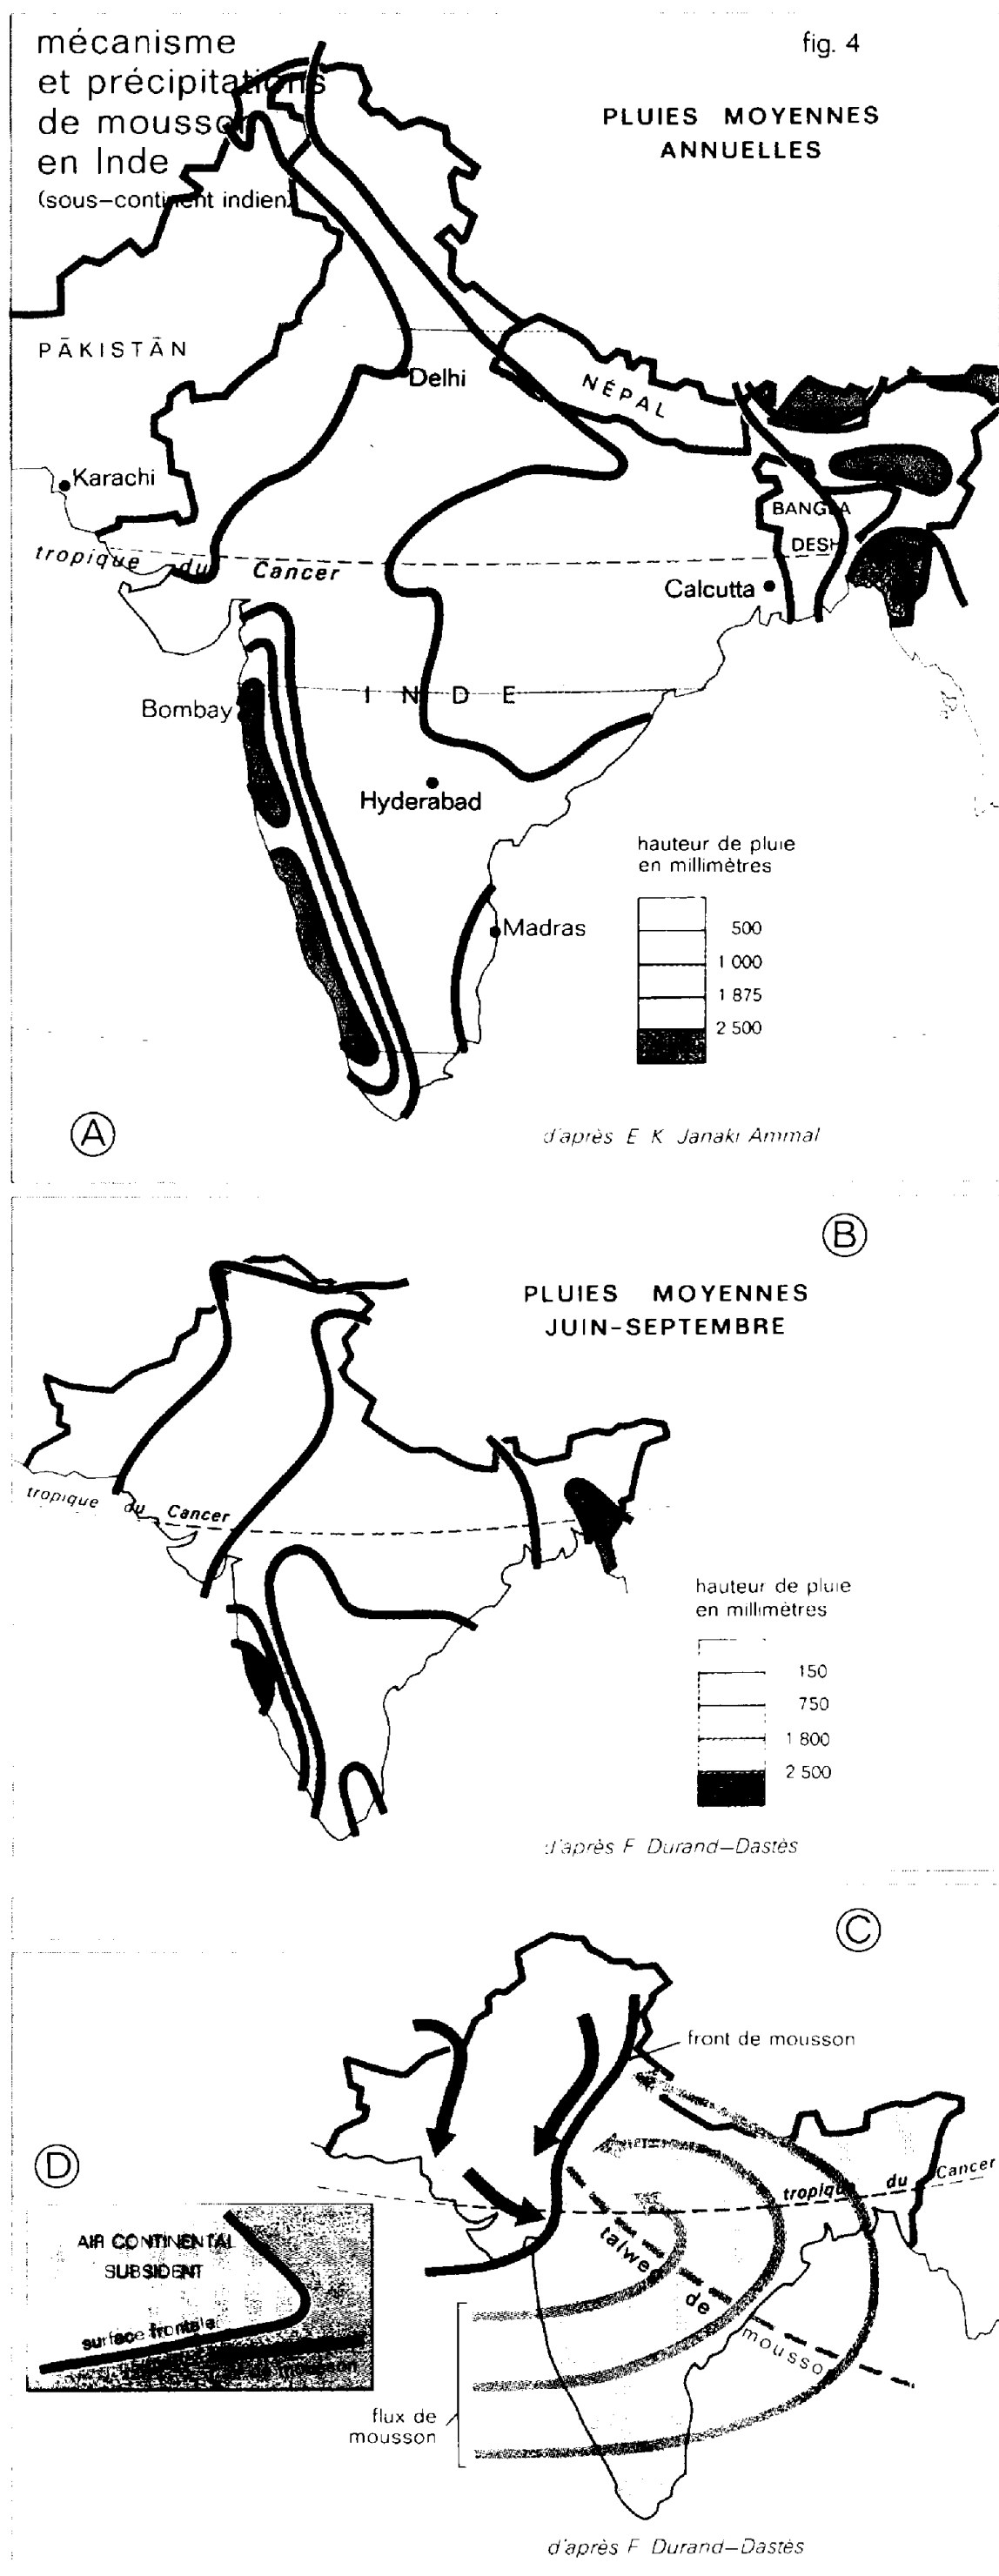 mécanisme
et précipitations
de mousson
en Inde
(sous-continent indien)
fig. 4
PLUIES MOYENNES
ANNUELLES
PĀKISTĀN
Delhi
NÉPAL
Karachi
BANGLA
DESH
tropique du Cancer
Calcutta
INDE
Bombay
Hyderabad
Madras
hauteur de pluie
en millimètres
500
1 000
1 875
2 500
A
d'après E. K. Janaki Ammal
B
PLUIES MOYENNES
JUIN-SEPTEMBRE
tropique du Cancer
hauteur de pluie
en millimètres
150
750
1 800
2 500
d'après F. Durand-Dastès
C
front de mousson
D
tropique du Cancer
AIR CONTINENTAL
SUBSIDENT
surface frontale
mousson
talweg de mousson
flux de
mousson
d'après F. Durand-Dastès